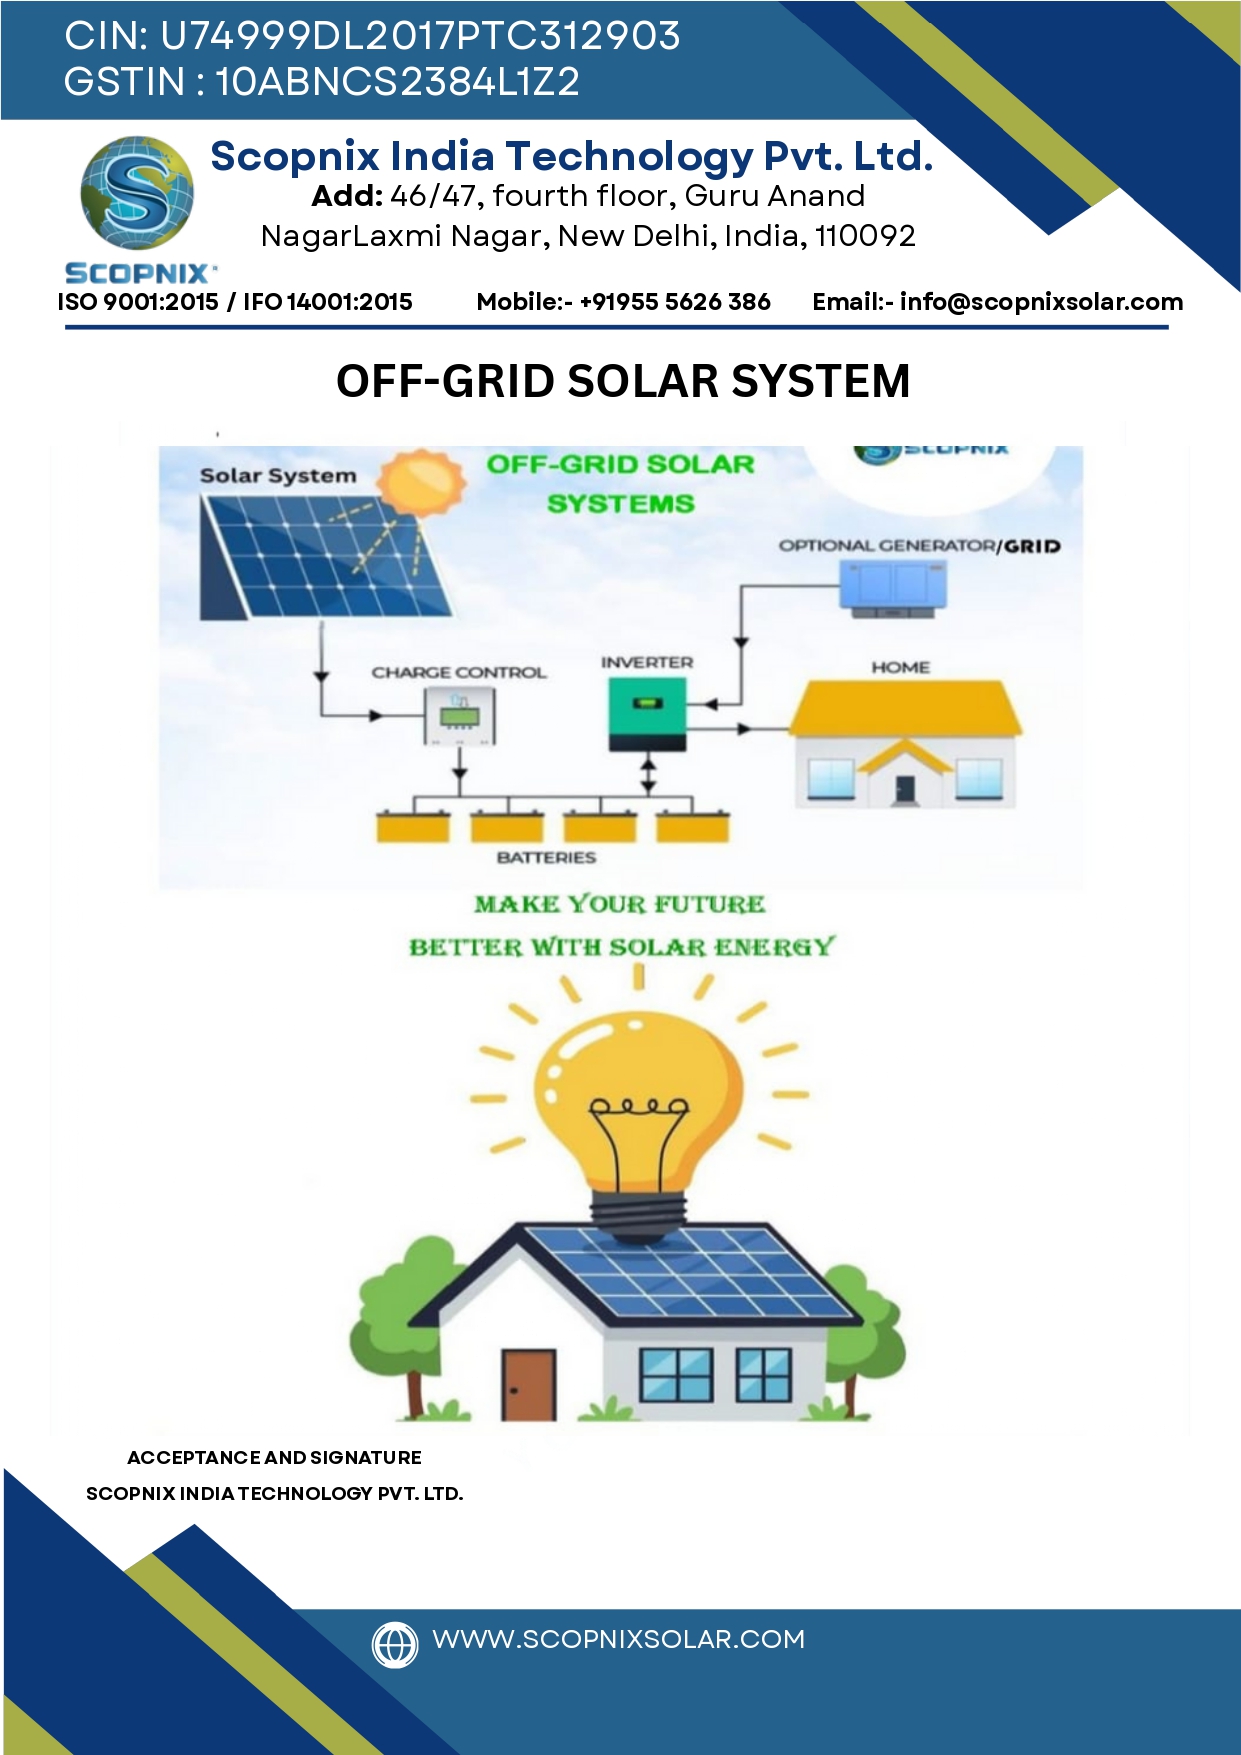 CIN: U74999DL2017PTC312903
GSTIN : 10ABNCS2384L1Z2
Scopnix India Technology Pvt. Ltd.
Add: 46/47, fourth floor, Guru Anand
NagarLaxmi Nagar, New Delhi, India, 110092
SCOPNIX
ISO 9001:2015 / IFO 14001:2015 Mobile:- +91955 5626 386 Email:- info@scopnixsolar.com
OFF-GRID SOLAR SYSTEM
SCOPNIX
Solar System
OFF-GRID SOLAR
SYSTEMS
OPTIONAL GENERATOR/GRID
CHARGE CONTROL
INVERTER
HOME
BATTERIES
MAKE YOUR FUTURE
BETTER WITH SOLAR ENERGY
ACCEPTANCE AND SIGNATURE
SCOPNIX INDIA TECHNOLOGY PVT. LTD.
WWW.SCOPNIXSOLAR.COM